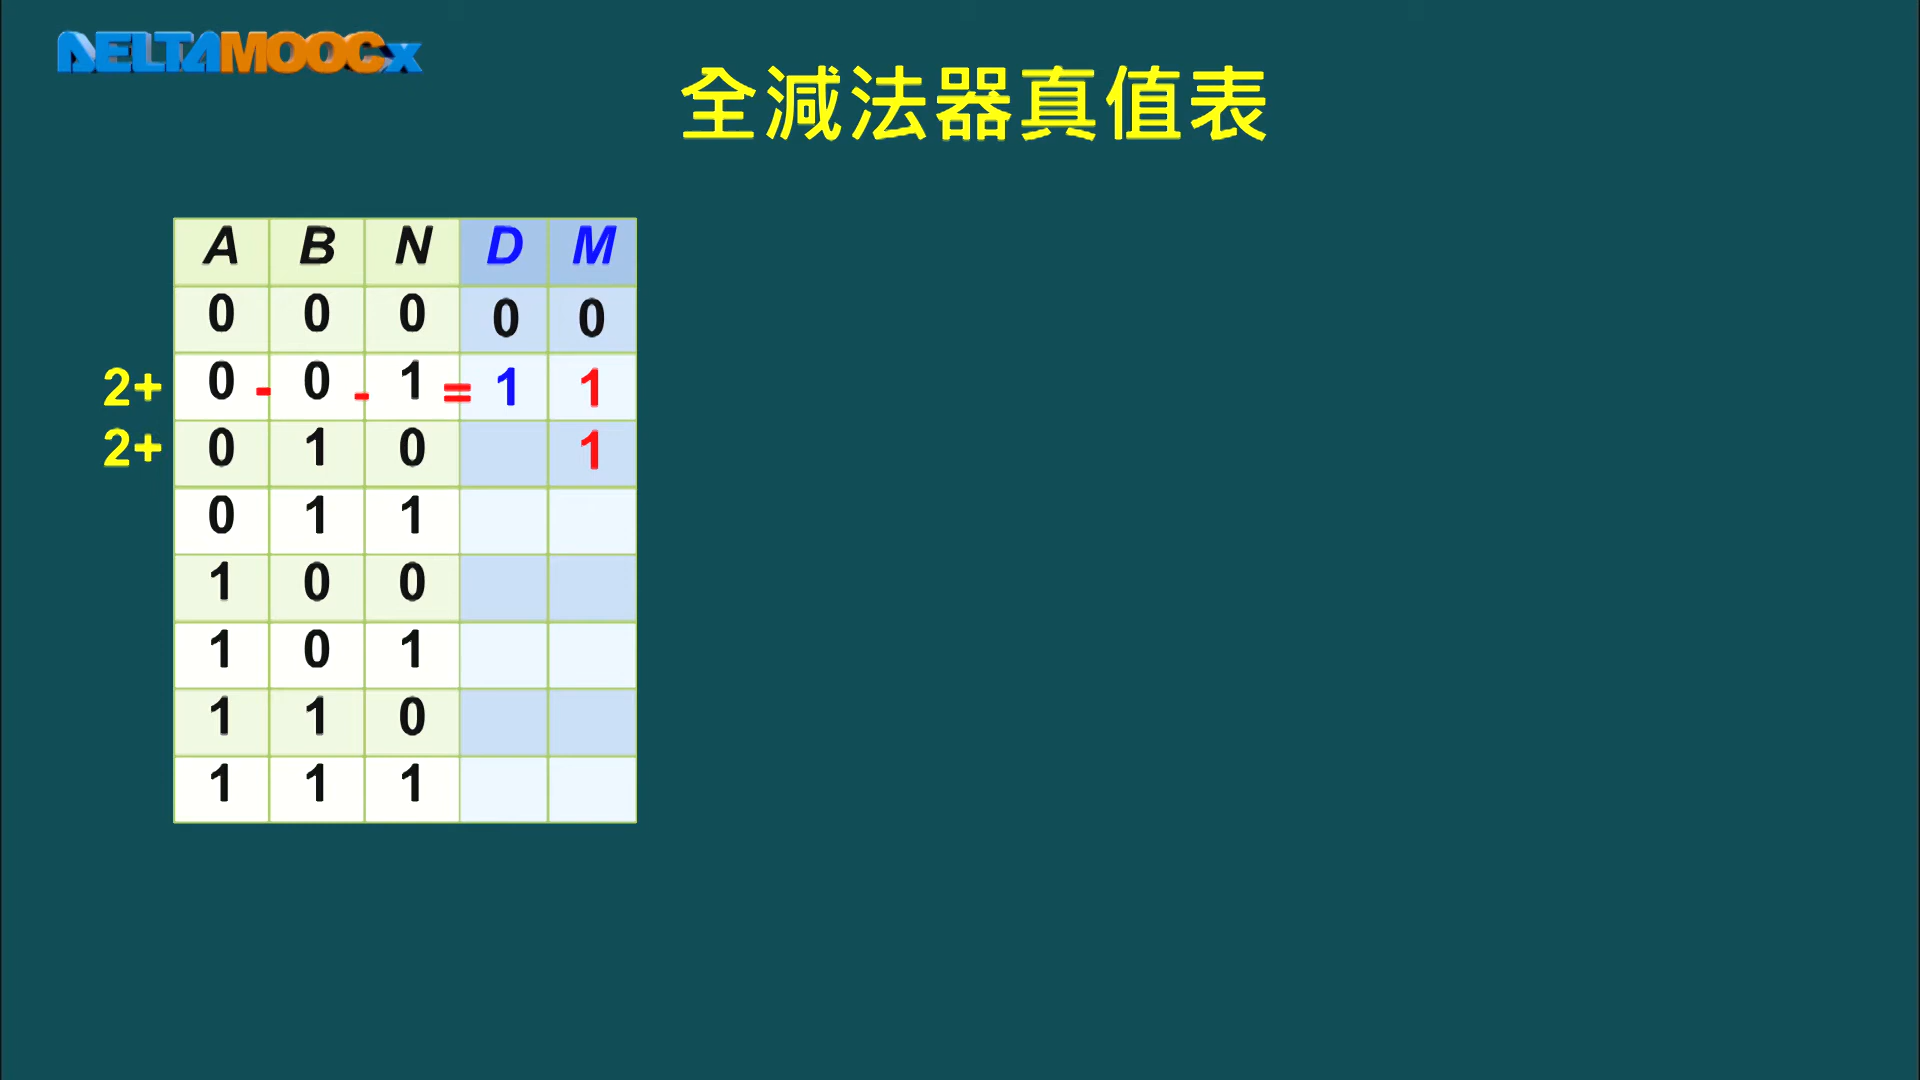 DELTAMOOCx
全減法器真值表
A B N D M
0 0 0 0 0
2+ 0 - 0 - 1 = 1 1
2+ 0 1 0 1
0 1 1
1 0 0
1 0 1
1 1 0
1 1 1